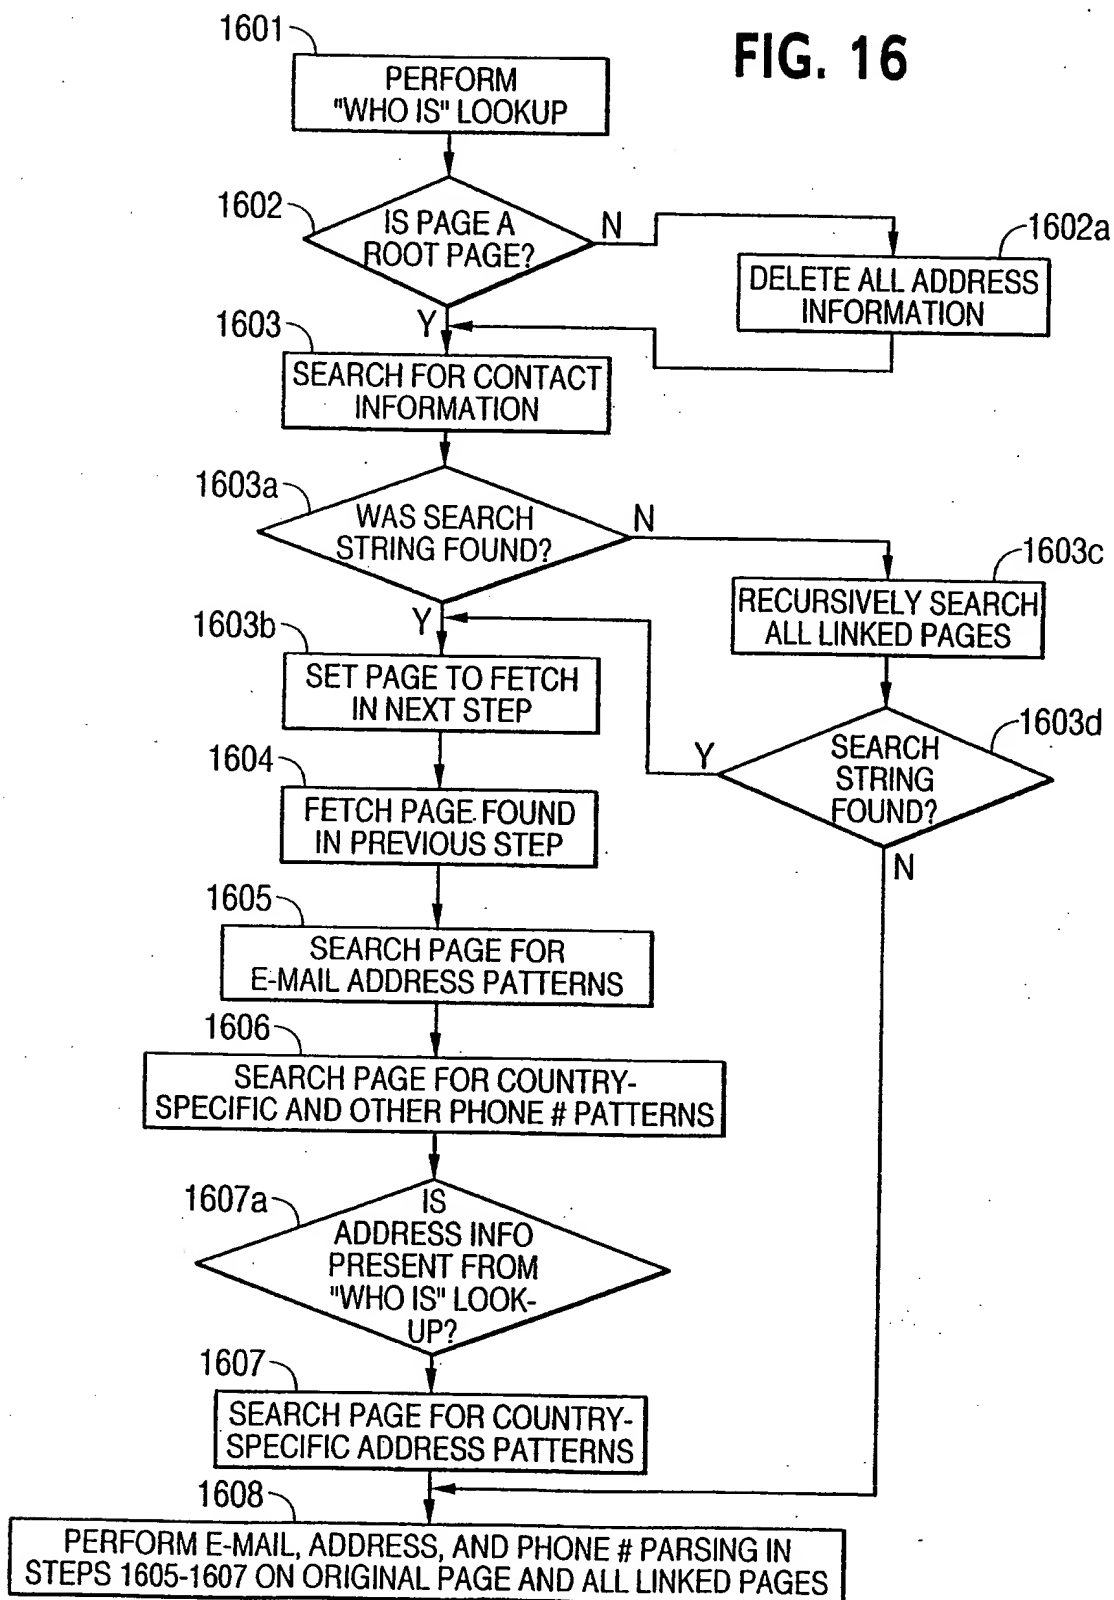 FIG. 16
1601
PERFORM
"WHO IS" LOOKUP
1602
IS PAGE A
ROOT PAGE?
N
1602a
DELETE ALL ADDRESS
INFORMATION
Y
1603
SEARCH FOR CONTACT
INFORMATION
1603a
WAS SEARCH
STRING FOUND?
N
1603c
RECURSIVELY SEARCH
ALL LINKED PAGES
Y
1603b
SET PAGE TO FETCH
IN NEXT STEP
1603d
SEARCH
STRING
FOUND?
Y
N
1604
FETCH PAGE FOUND
IN PREVIOUS STEP
1605
SEARCH PAGE FOR
E-MAIL ADDRESS PATTERNS
1606
SEARCH PAGE FOR COUNTRY-
SPECIFIC AND OTHER PHONE # PATTERNS
1607a
IS
ADDRESS INFO
PRESENT FROM
"WHO IS" LOOK-
UP?
1607
SEARCH PAGE FOR COUNTRY-
SPECIFIC ADDRESS PATTERNS
1608
PERFORM E-MAIL, ADDRESS, AND PHONE # PARSING IN
STEPS 1605-1607 ON ORIGINAL PAGE AND ALL LINKED PAGES